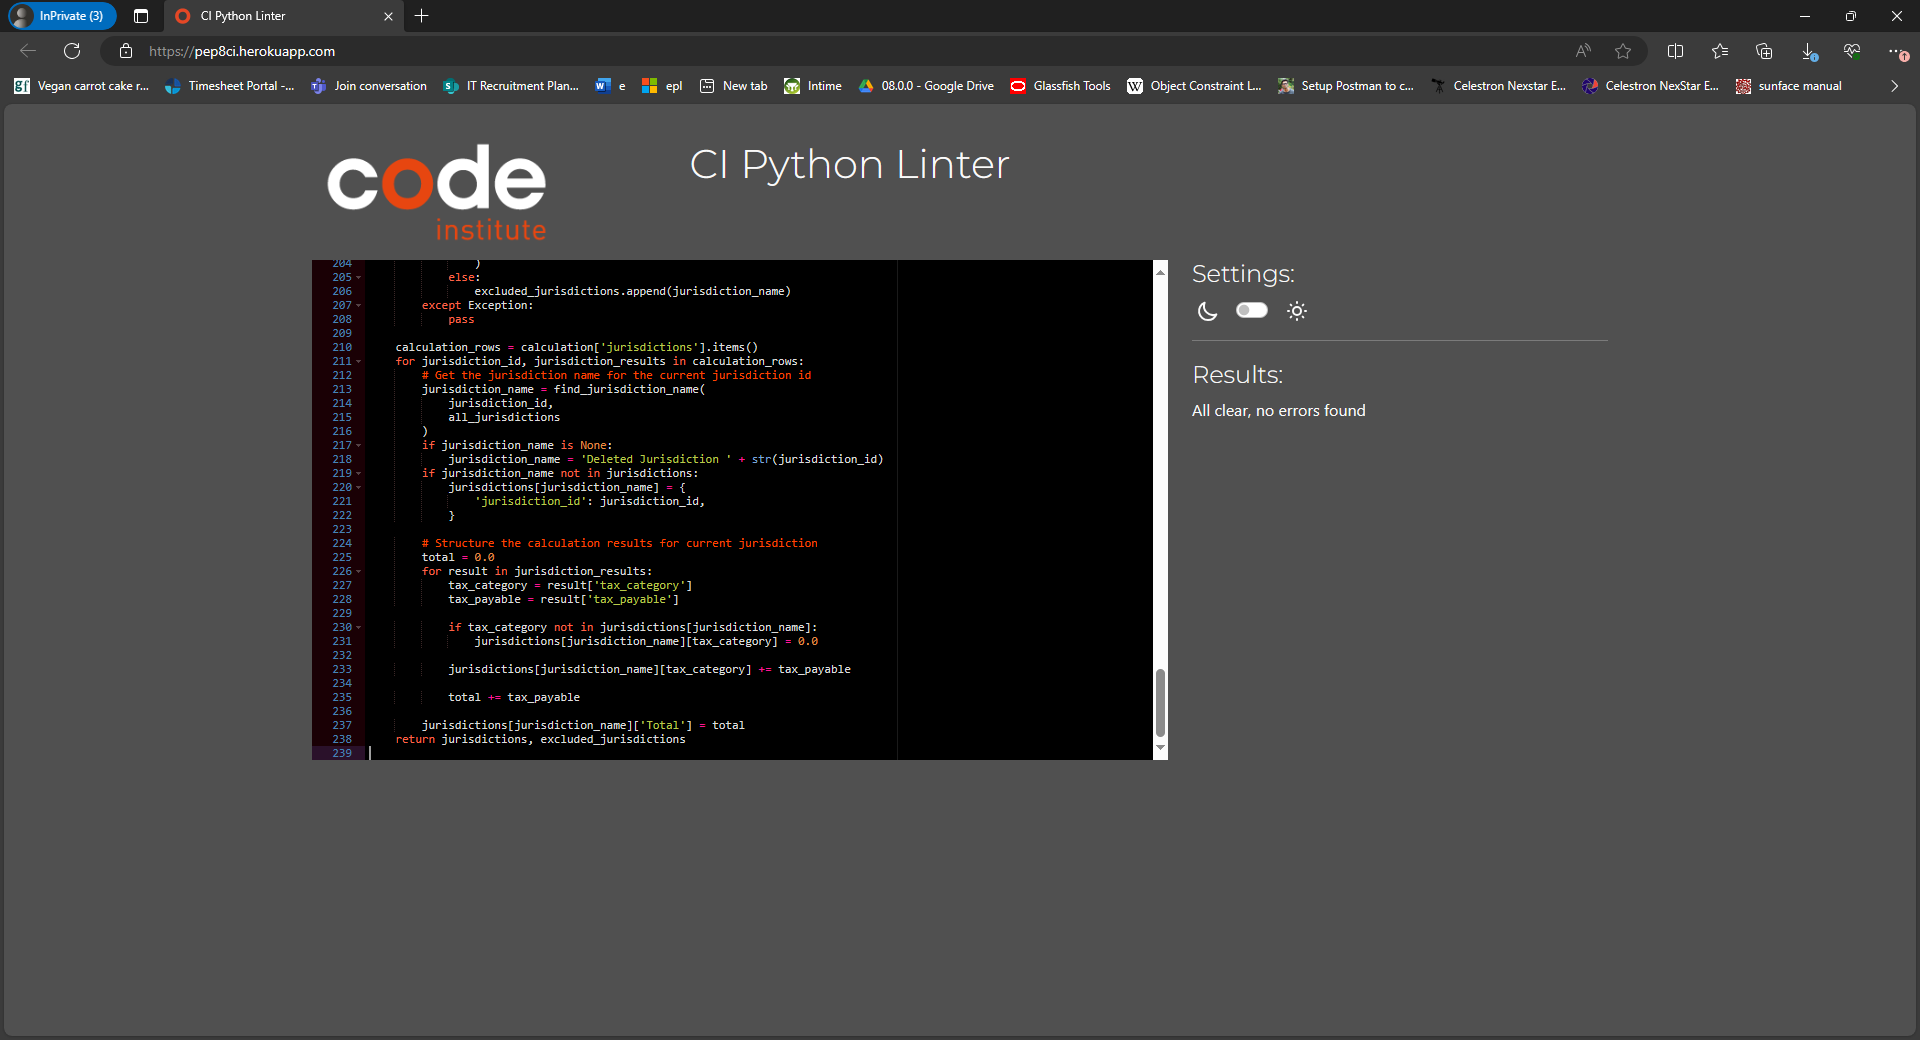 InPrivate (3)
CI Python Linter
https://pep8ci.herokuapp.com
gf Vegan carrot cake r... Timesheet Portal -... Join conversation IT Recruitment Plan... e epl New tab Intime 08.0.0 - Google Drive Glassfish Tools Object Constraint L... Setup Postman to c... Celestron Nexstar E... Celestron NexStar E... sunface manual
code
institute
CI Python Linter
204 )
205 else:
206 excluded_jurisdictions.append(jurisdiction_name)
207 except Exception:
208 pass
209
210 calculation_rows = calculation['jurisdictions'].items()
211 for jurisdiction_id, jurisdiction_results in calculation_rows:
212 # Get the jurisdiction name for the current jurisdiction id
213 jurisdiction_name = find_jurisdiction_name(
214 jurisdiction_id,
215 all_jurisdictions
216 )
217 if jurisdiction_name is None:
218 jurisdiction_name = 'Deleted Jurisdiction ' + str(jurisdiction_id)
219 if jurisdiction_name not in jurisdictions:
220 jurisdictions[jurisdiction_name] = {
221 'jurisdiction_id': jurisdiction_id,
222 }
223
224 # Structure the calculation results for current jurisdiction
225 total = 0.0
226 for result in jurisdiction_results:
227 tax_category = result['tax_category']
228 tax_payable = result['tax_payable']
229
230 if tax_category not in jurisdictions[jurisdiction_name]:
231 jurisdictions[jurisdiction_name][tax_category] = 0.0
232
233 jurisdictions[jurisdiction_name][tax_category] += tax_payable
234
235 total += tax_payable
236
237 jurisdictions[jurisdiction_name]['Total'] = total
238 return jurisdictions, excluded_jurisdictions
239
Settings:
Results:
All clear, no errors found